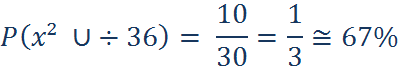 P(x² ∪ ÷ 36) = 10/30 = 1/3 ≅ 67%